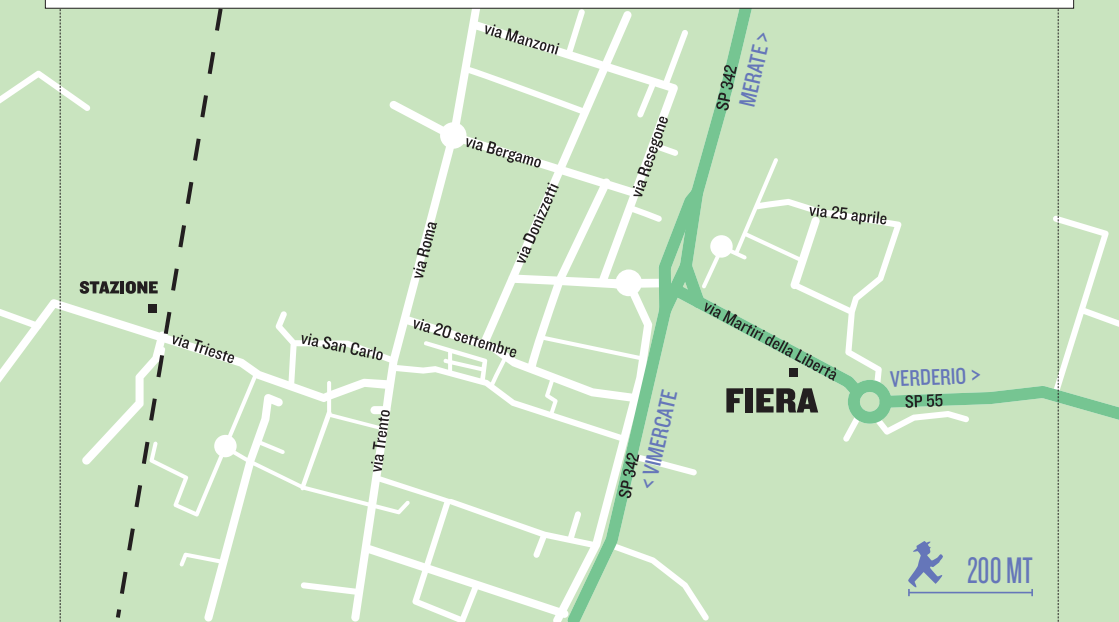 via Manzoni
SP 342
MERATE >
via Bergamo
via Resegone
via Donizzetti
via Roma
via 25 aprile
STAZIONE
via Trieste
via San Carlo
via 20 settembre
via Martiri della Libertà
FIERA
VERDERIO >
SP 55
via Trento
SP 342
< VIMERCATE
200 MT